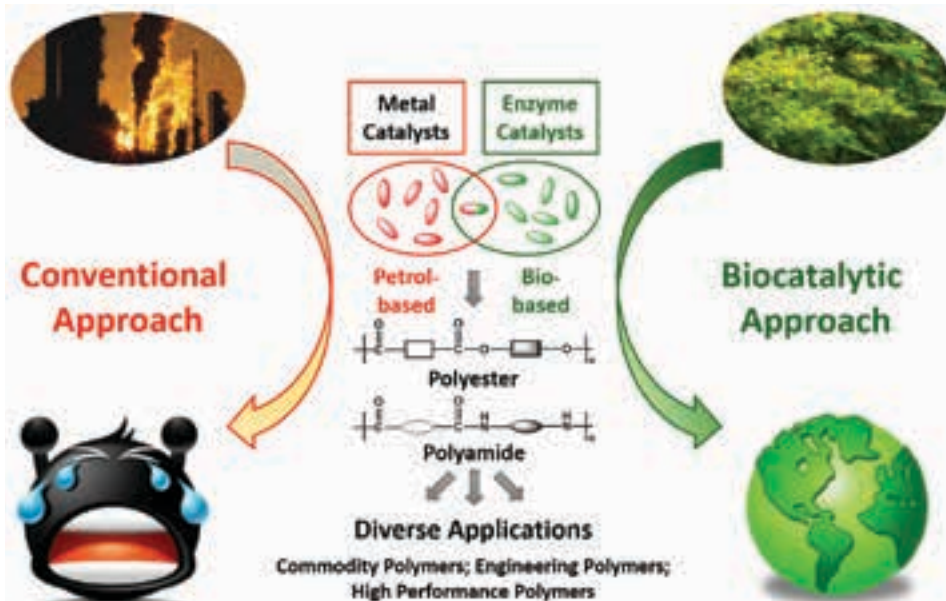 Metal
Catalysts
Enzyme
Catalysts
Conventional
Approach
Petrol-
based
Bio-
based
Biocatalytic
Approach
O
C
O
C
O
O
n
Polyester
O
C
O
C
H
N
H
N
n
Polyamide
Diverse Applications
Commodity Polymers; Engineering Polymers;
High Performance Polymers